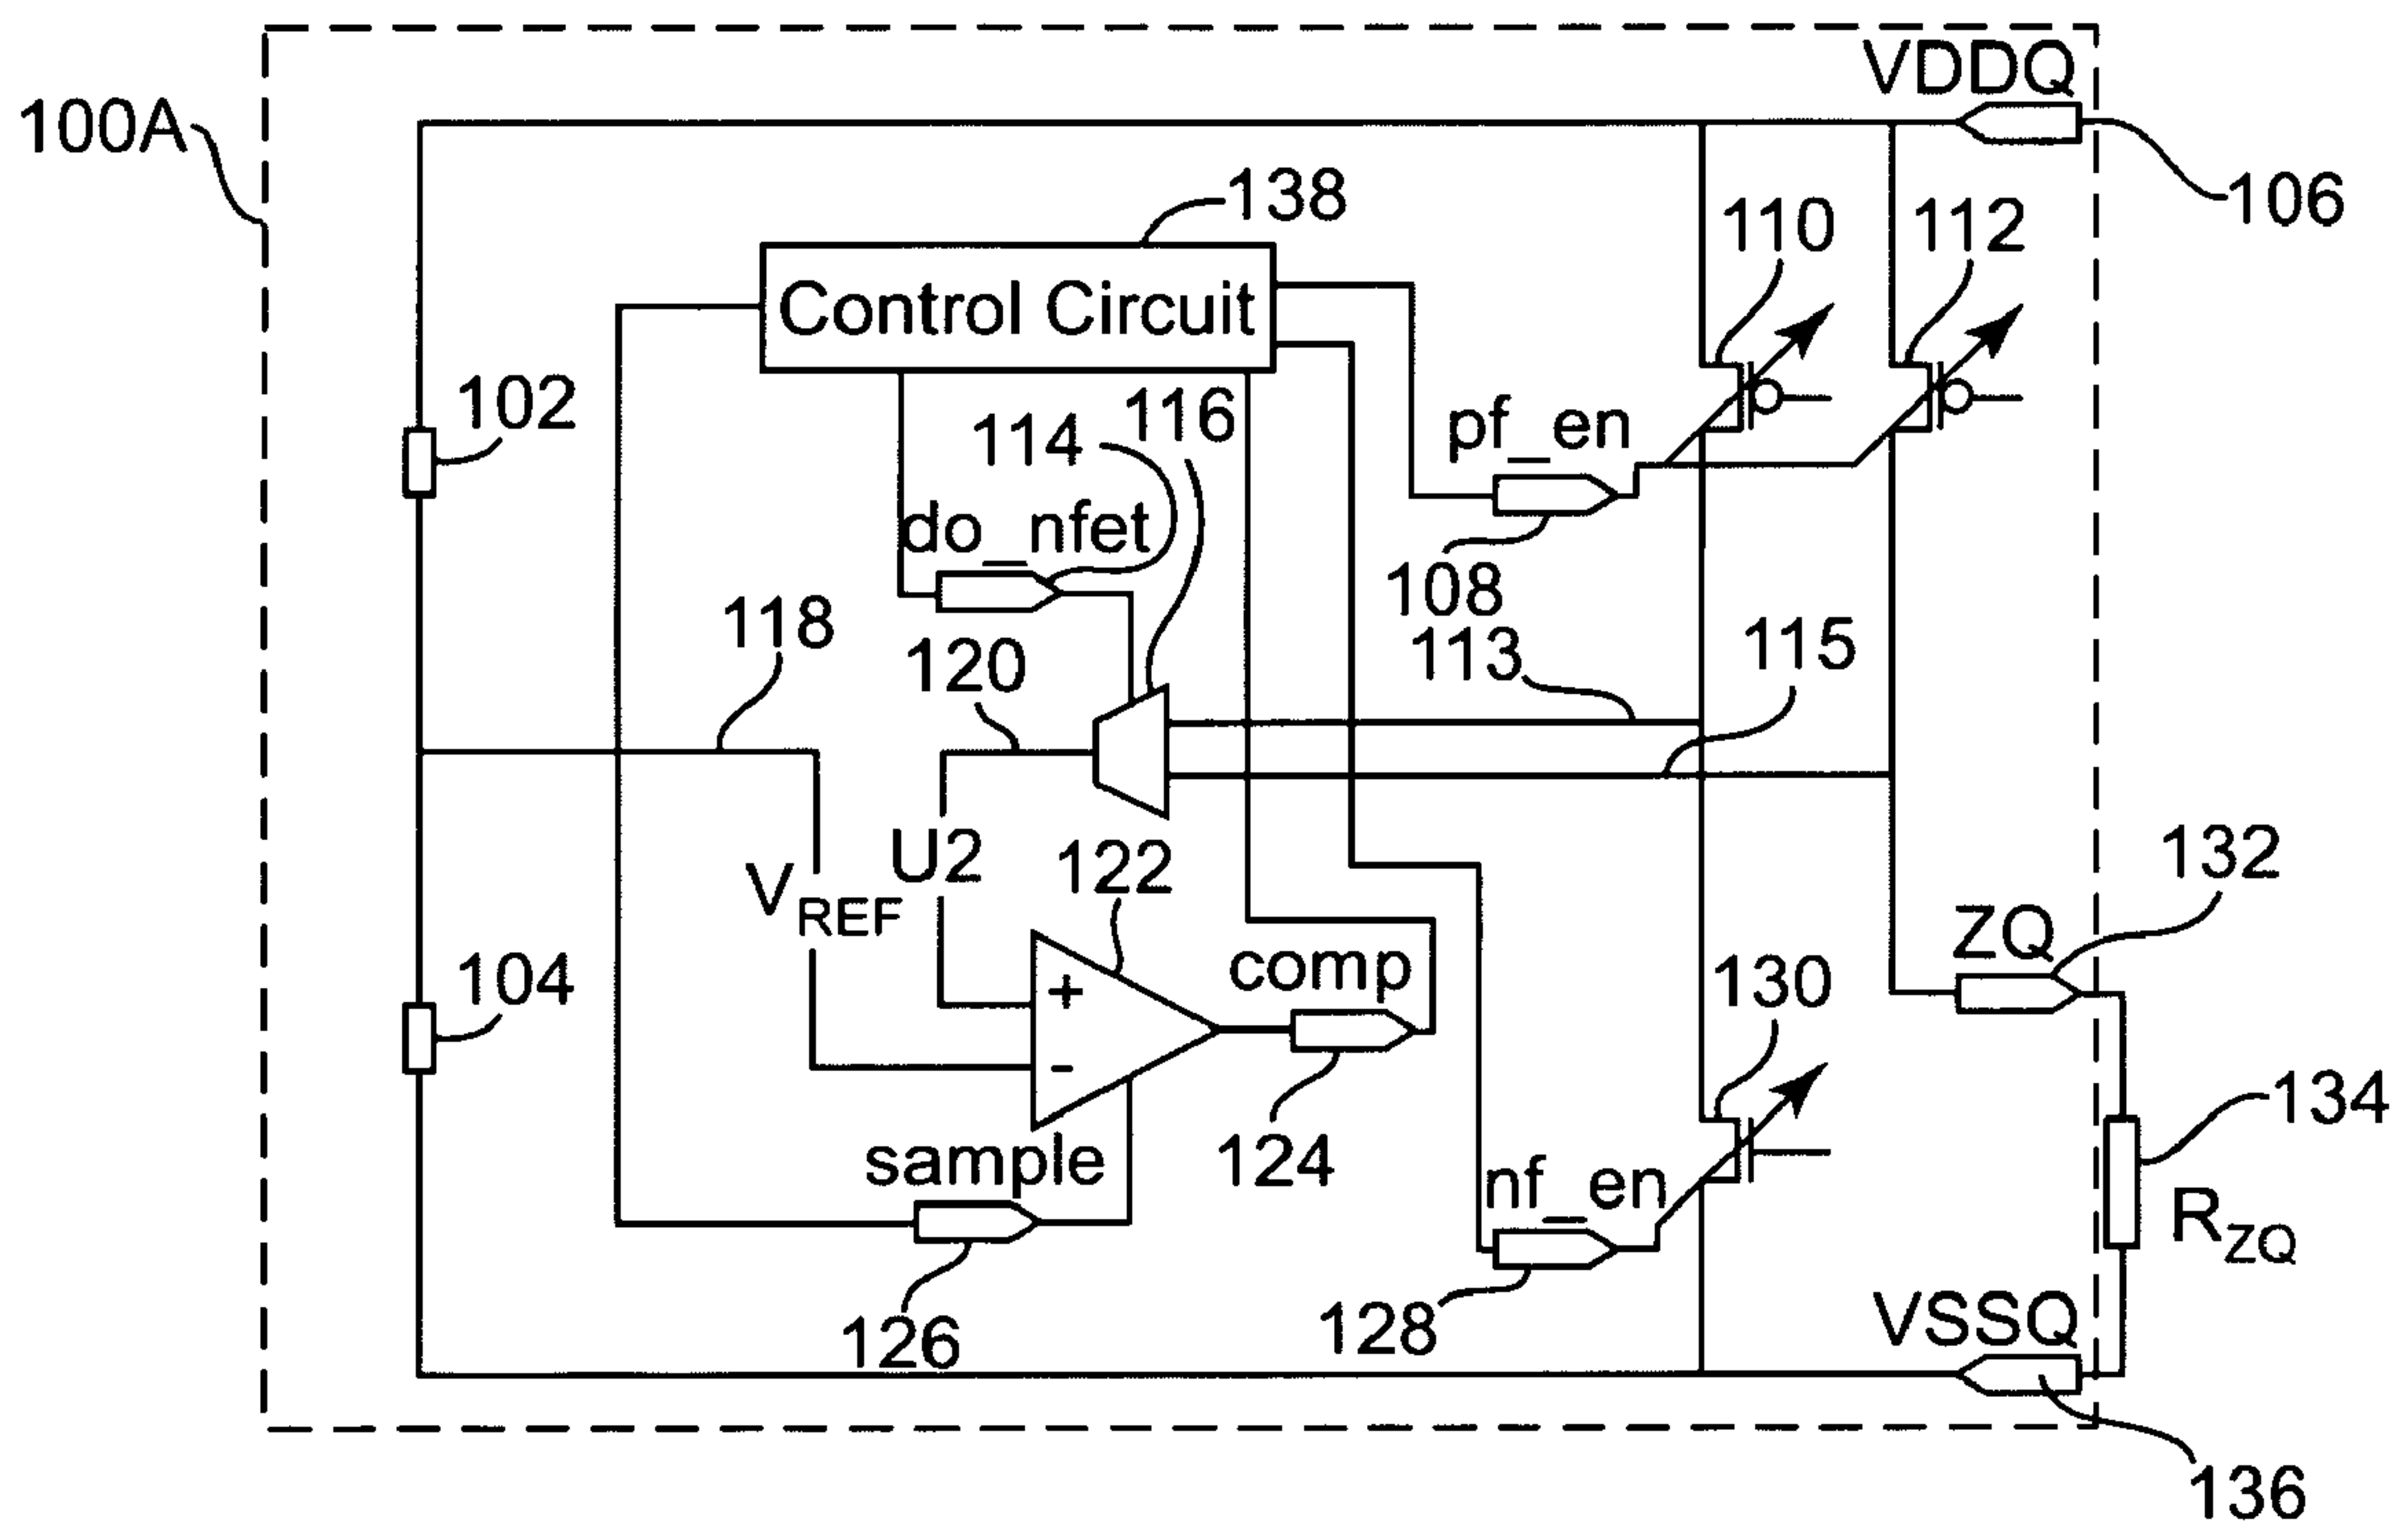 VDDQ
100A
106
138
110
112
Control Circuit
102
114
116
pf_en
do_nfet
108
118
120
113
115
U2
VREF
122
132
ZQ
comp
130
104
134
sample
124
nf_en
RZQ
126
128
VSSQ
136
+
-